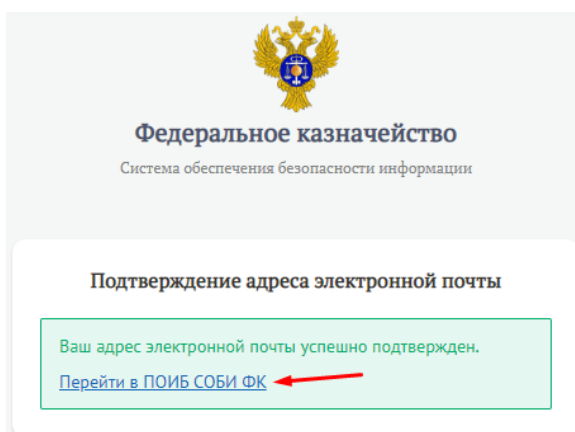 Федеральное казначейство
Система обеспечения безопасности информации
Подтверждение адреса электронной почты
Ваш адрес электронной почты успешно подтвержден.
Перейти в ПОИБ СОБИ ФК